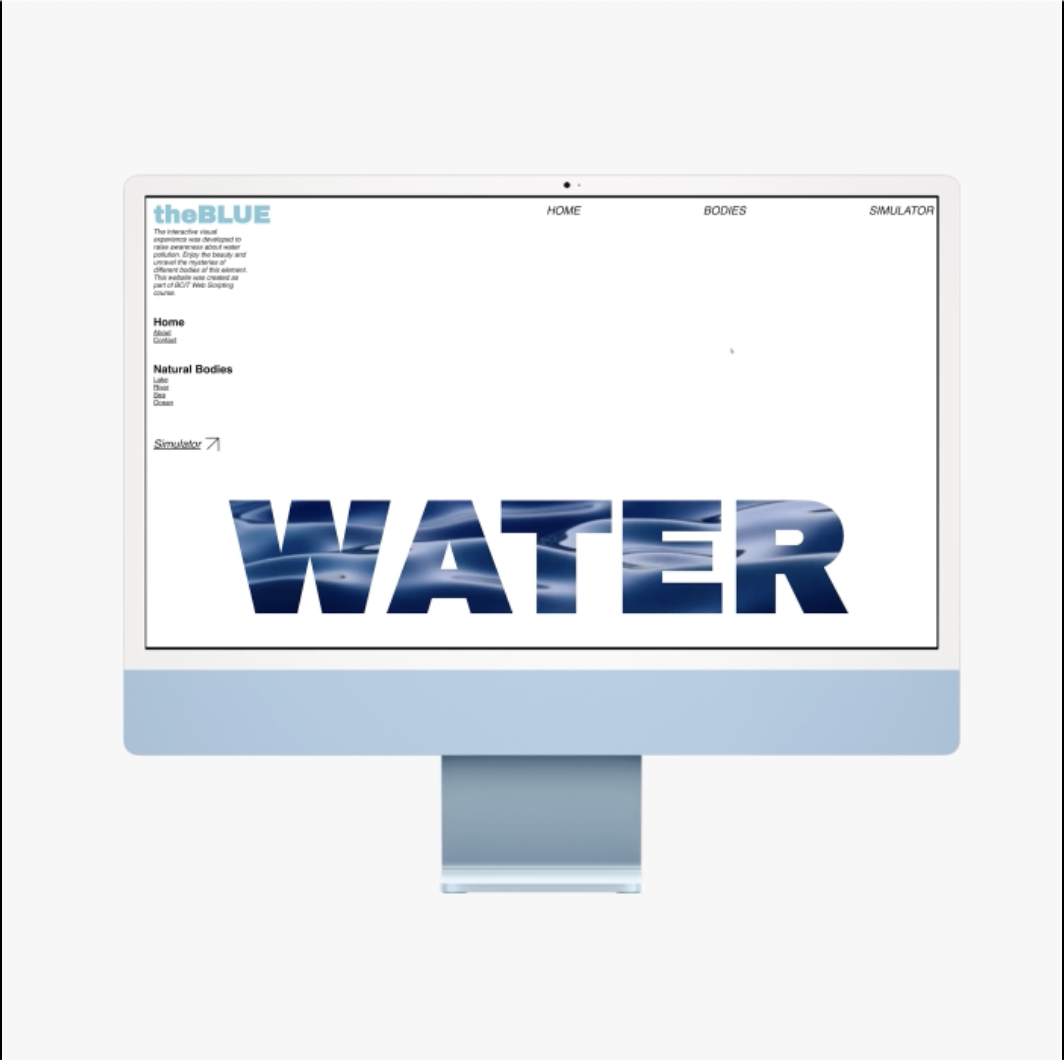 theBLUE
HOME
BODIES
SIMULATOR
The interactive visual
experience was developed to
raise awareness about water
pollution. Enjoy the beauty and
unravel the mysteries of
different bodies of this element.
This website was created as
part of BCIT Web Scripting
course.
Home
About
Contact
Natural Bodies
Lake
River
Sea
Ocean
Simulator
WATER